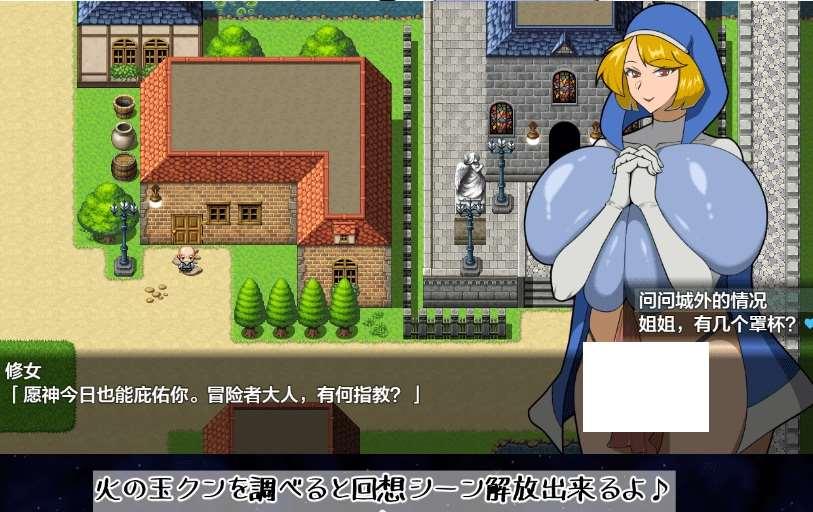 问问城外的情况
姐姐，有几个罩杯？
修女
「愿神今日也能庇佑你。冒险者大人，有何指教？」
火の玉クンを調べると回想シーン解放出来るよ♪